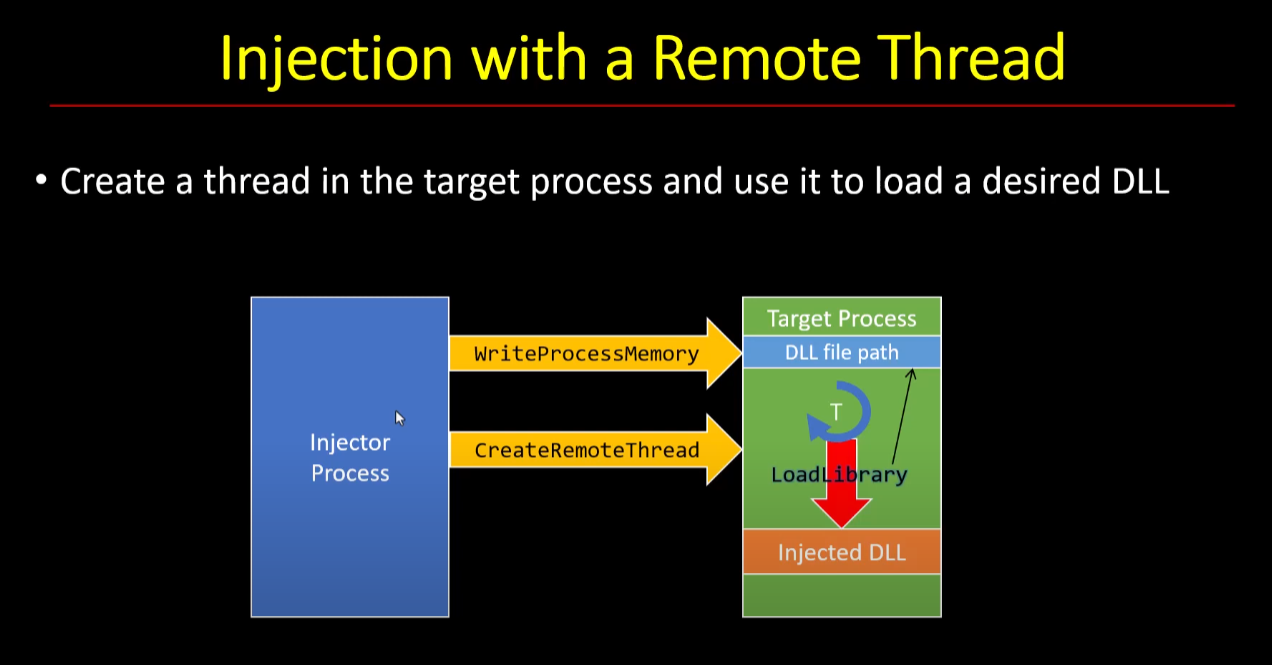 Injection with a Remote Thread
• Create a thread in the target process and use it to load a desired DLL
Injector
Process
WriteProcessMemory
CreateRemoteThread
Target Process
DLL file path
T
LoadLibrary
Injected DLL